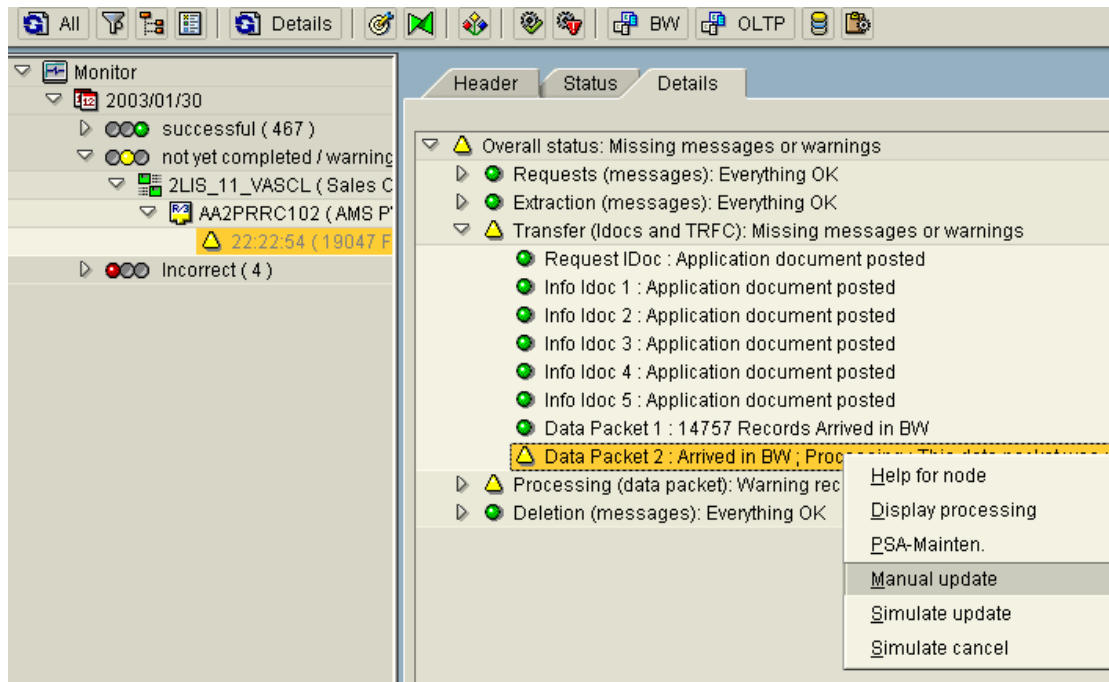 All
Details
BW
OLTP
Monitor
2003/01/30
successful ( 467 )
not yet completed / warning
2LIS_11_VASCL ( Sales C
AA2PRRC102 ( AMS P
22:22:54 ( 19047 F
Incorrect ( 4 )
Header
Status
Details
Overall status: Missing messages or warnings
Requests (messages): Everything OK
Extraction (messages): Everything OK
Transfer (Idocs and TRFC): Missing messages or warnings
Request IDoc : Application document posted
Info Idoc 1 : Application document posted
Info Idoc 2 : Application document posted
Info Idoc 3 : Application document posted
Info Idoc 4 : Application document posted
Info Idoc 5 : Application document posted
Data Packet 1 : 14757 Records Arrived in BW
Data Packet 2 : Arrived in BW ; Processing : This data packet was
Processing (data packet): Warning rec
Deletion (messages): Everything OK
Help for node
Display processing
PSA-Mainten.
Manual update
Simulate update
Simulate cancel